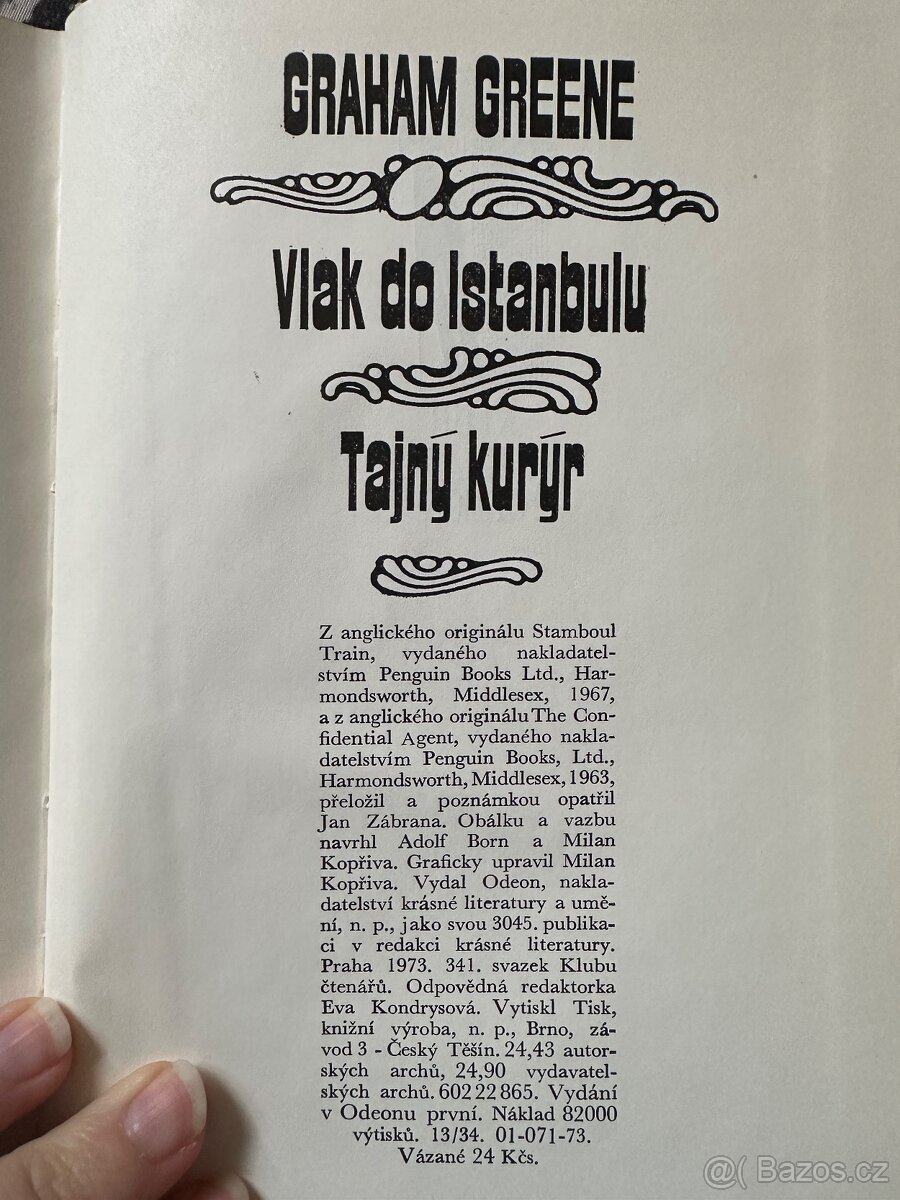 GRAHAM GREENE
Vlak do Istanbulu
Tajný kurýr
Z anglického originálu Stamboul
Train, vydaného nakladatel-
stvím Penguin Books Ltd., Har-
mondsworth, Middlesex, 1967,
a z anglického originálu The Con-
fidential Agent, vydaného nakla-
datelstvím Penguin Books, Ltd.,
Harmondsworth, Middlesex, 1963,
přeložil a poznámkou opatřil
Jan Zábrana. Obálku a vazbu
navrhl Adolf Born a Milan
Kopřiva. Graficky upravil Milan
Kopřiva. Vydal Odeon, nakla-
datelství krásné literatury a umě-
ní, n. p., jako svou 3045. publika-
ci v redakci krásné literatury.
Praha 1973. 341. svazek Klubu
čtenářů. Odpovědná redaktorka
Eva Kondrysová. Vytiskl Tisk,
knižní výroba, n. p., Brno, zá-
vod 3 - Český Těšín. 24,43 autor-
ských archů, 24,90 vydavatel-
ských archů. 602 22 865. Vydání
v Odeonu první. Náklad 82000
výtisků. 13/34. 01-071-73.
Vázané 24 Kčs.
@( Bazos.cz